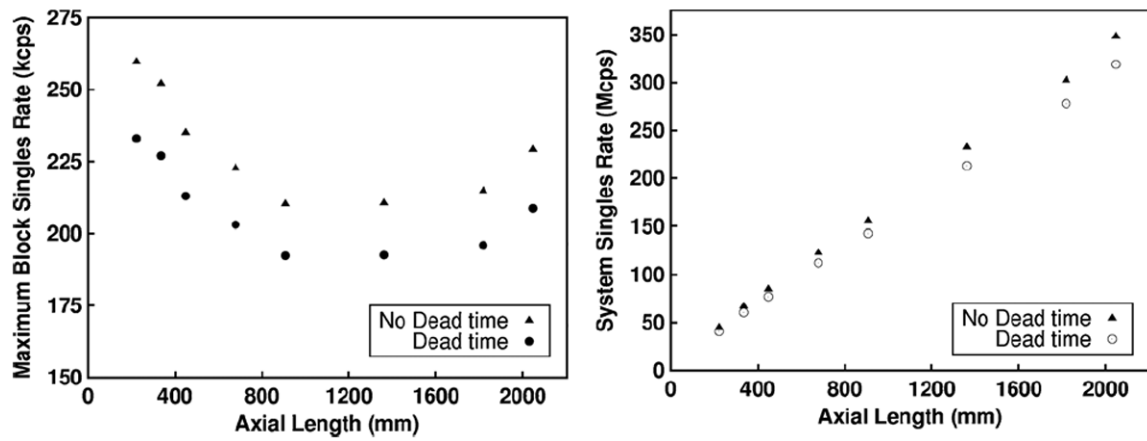 Maximum Block Singles Rate (kcps)
275
250
225
200
175
150
No Dead time
Dead time
0 400 800 1200 1600 2000
Axial Length (mm)
System Singles Rate (Mcps)
350
300
250
200
150
100
50
0
No Dead time
Dead time
0 400 800 1200 1600 2000
Axial Length (mm)